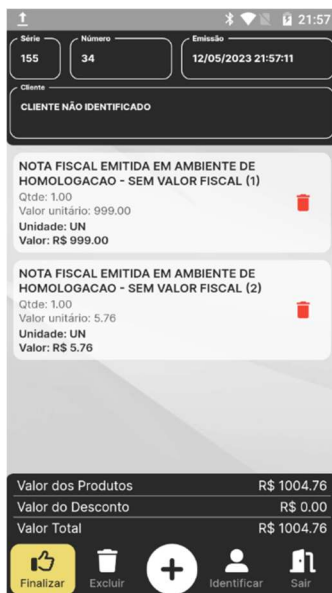 21:57
Série
Número
Emissão
155
34
12/05/2023 21:57:11
Cliente
CLIENTE NÃO IDENTIFICADO
NOTA FISCAL EMITIDA EM AMBIENTE DE
HOMOLOGACAO - SEM VALOR FISCAL (1)
Qtde: 1.00
Valor unitário: 999.00
Unidade: UN
Valor: R$ 999.00
NOTA FISCAL EMITIDA EM AMBIENTE DE
HOMOLOGACAO - SEM VALOR FISCAL (2)
Qtde: 1.00
Valor unitário: 5.76
Unidade: UN
Valor: R$ 5.76
Valor dos Produtos R$ 1004.76
Valor do Desconto R$ 0.00
Valor Total R$ 1004.76
Finalizar Excluir Identificar Sair